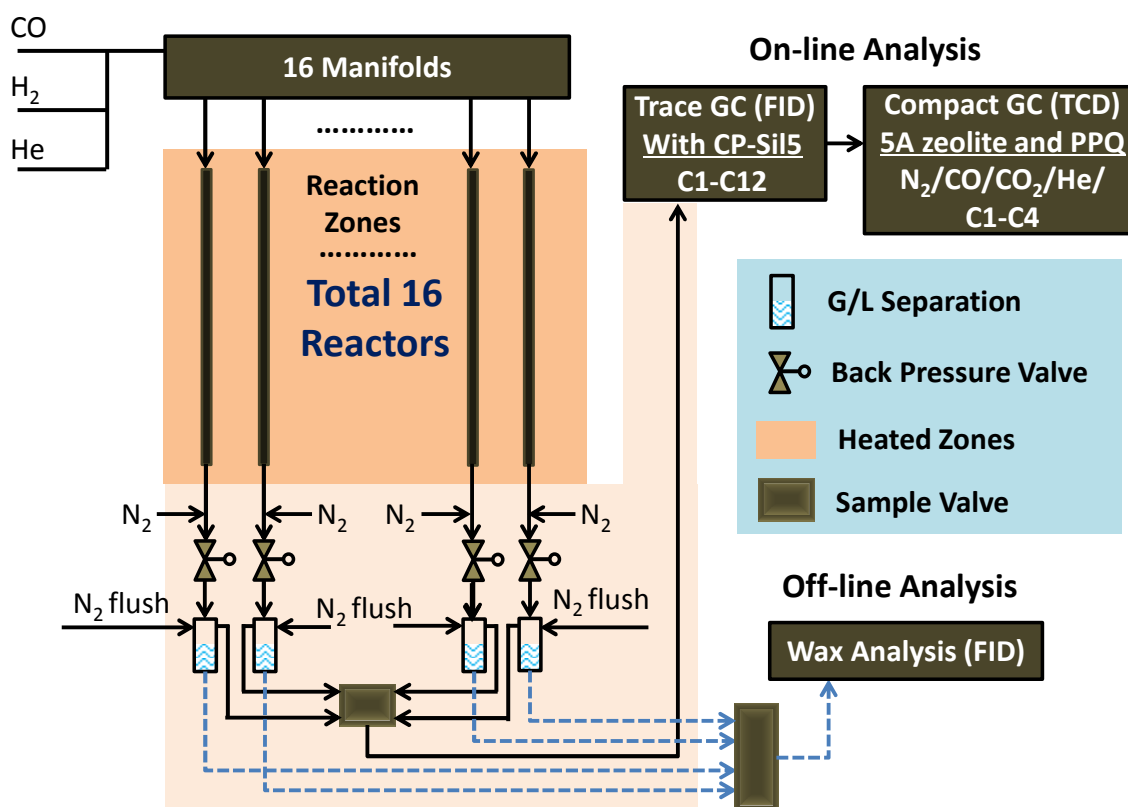 CO
H₂
He
16 Manifolds
............
Reaction
Zones
............
Total 16
Reactors
On-line Analysis
Trace GC (FID)
With CP-Sil5
C1-C12
Compact GC (TCD)
5A zeolite and PPQ
N₂/CO/CO₂/He/
C1-C4
G/L Separation
Back Pressure Valve
Heated Zones
Sample Valve
N₂
N₂
N₂
N₂
N₂ flush
N₂ flush
N₂ flush
Off-line Analysis
Wax Analysis (FID)